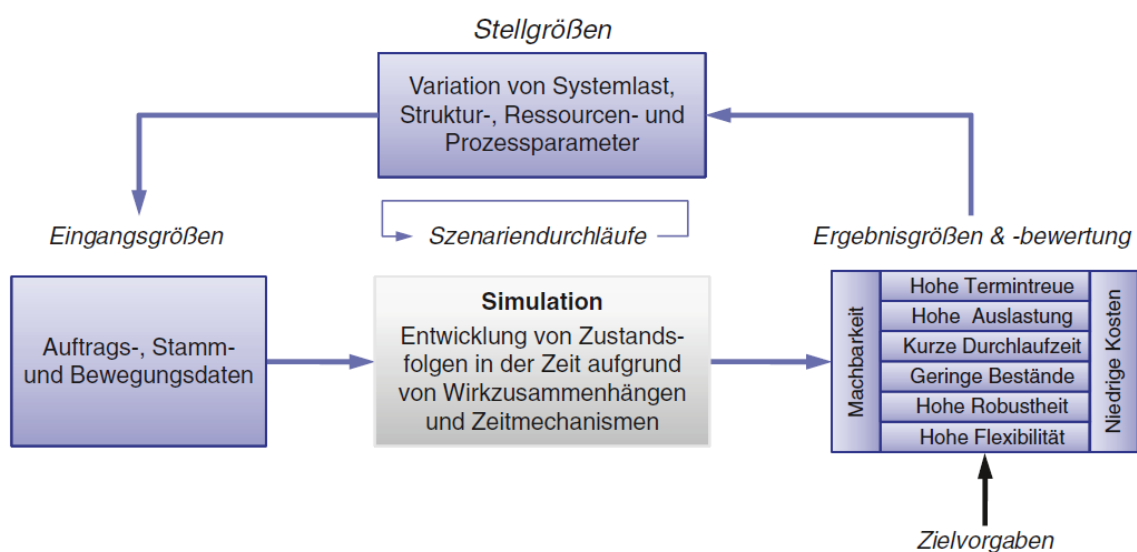 Stellgrößen
Variation von Systemlast,
Struktur-, Ressourcen- und
Prozessparameter
Eingangsgrößen
Szenariendurchläufe
Ergebnisgrößen & -bewertung
Auftrags-, Stamm-
und Bewegungsdaten
Simulation
Entwicklung von Zustands-
folgen in der Zeit aufgrund
von Wirkzusammenhängen
und Zeitmechanismen
Machbarkeit
Hohe Termintreue
Hohe Auslastung
Kurze Durchlaufzeit
Geringe Bestände
Hohe Robustheit
Hohe Flexibilität
Niedrige Kosten
Zielvorgaben